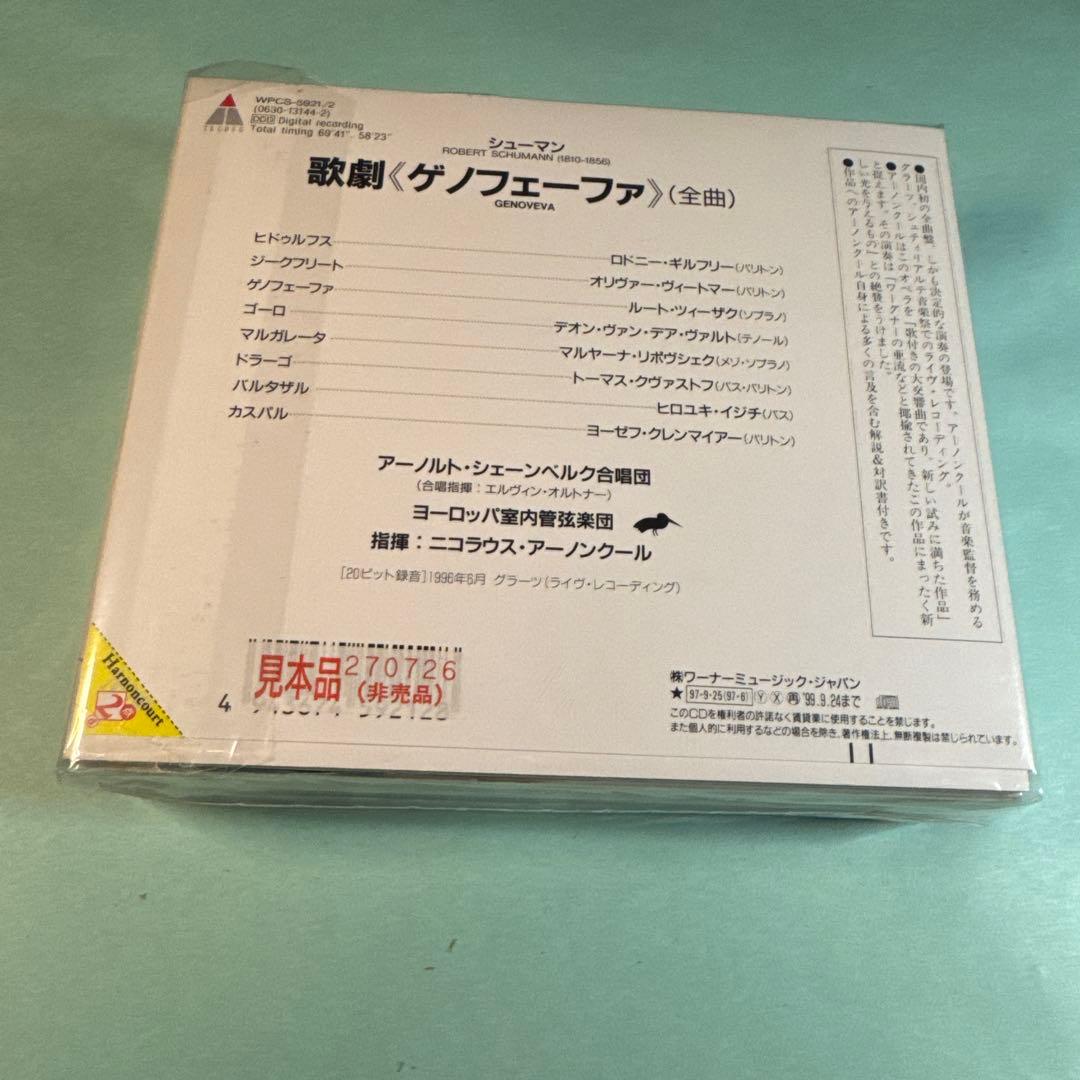 TELDEC
WPCS-5921/2
(0630-13144-2)
DDD Digital recording
Total timing 69'41", 58'23"
シューマン
ROBERT SCHUMANN (1810-1856)
歌劇《ゲノフェーファ》(全曲)
GENOVEVA
ヒドゥルフス ロドニー・ギルフリー(バリトン)
ジークフリート オリヴァー・ヴィートマー(バリトン)
ゲノフェーファ ルート・ツィーザク(ソプラノ)
ゴーロ デオン・ヴァン・デア・ヴァルト(テノール)
マルガレータ マルヤーナ・リポヴシェク(メゾ・ソプラノ)
ドラーゴ トーマス・クヴァストフ(バス・バリトン)
バルタザル ヒロユキ・イジチ(バス)
カスパル ヨーゼフ・クレンマイアー(バリトン)
アーノルト・シェーンベルク合唱団
(合唱指揮：エルヴィン・オルトナー)
ヨーロッパ室内管弦楽団
指揮：ニコラウス・アーノンクール
[20ビット録音]1996年6月 グラーツ(ライヴ・レコーディング)
●国内初の全曲盤、しかも決定的な演奏の登場です。アーノンクールが音楽監督を務める
グラーツ、シュティリアルテ音楽祭でのライヴ・レコーディング。
●アーノンクールはこのオペラを「歌付きの大交響曲であり、新しい試みに満ちた作品」
と捉えます。その演奏は「ワーグナーの亜流などと揶揄されてきたこの作品にまったく新
しい光を与えるもの」との絶賛をうけました。
●作品へのアーノンクール自身による多くの言及を含む解説&対訳書付きです。
Harnoncourt
2
点
見本品 270726
(非売品)
4
㈱ワーナーミュージック・ジャパン
★ 97-9-25(97-6) Y X 再 '99.9.24まで
このCDを権利者の許諾なく賃貸業に使用することを禁じます。
また個人的に利用するなどの場合を除き、著作権法上、無断複製は禁じられています。